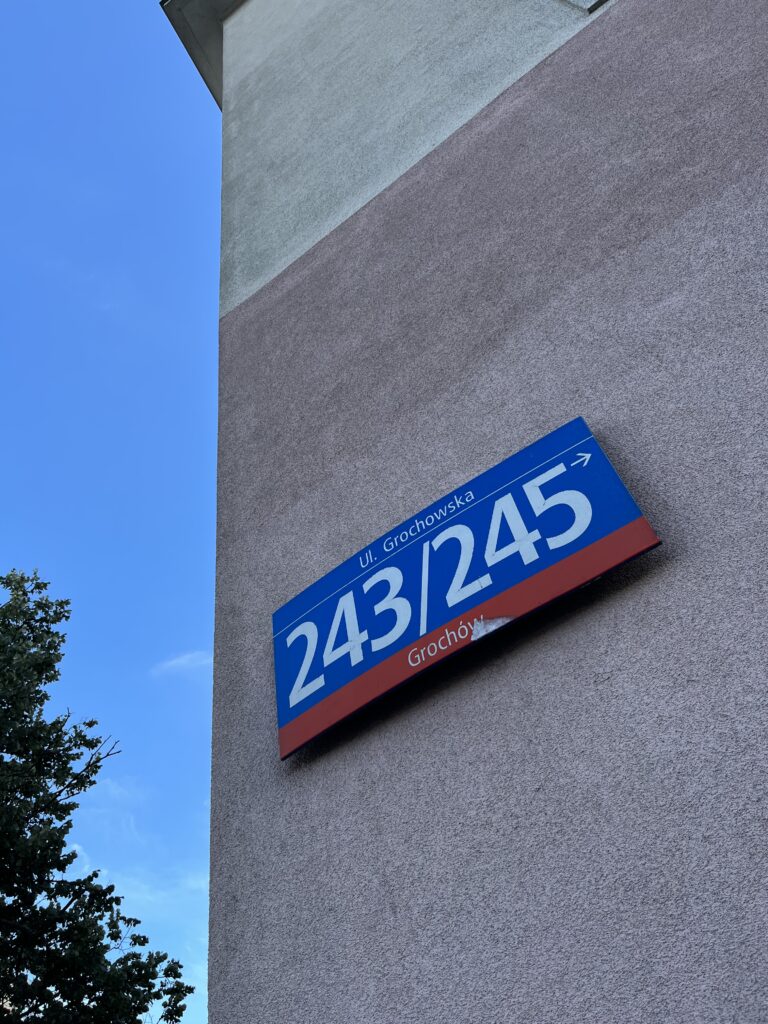 Ul. Grochowska
243/245 →
Grochów